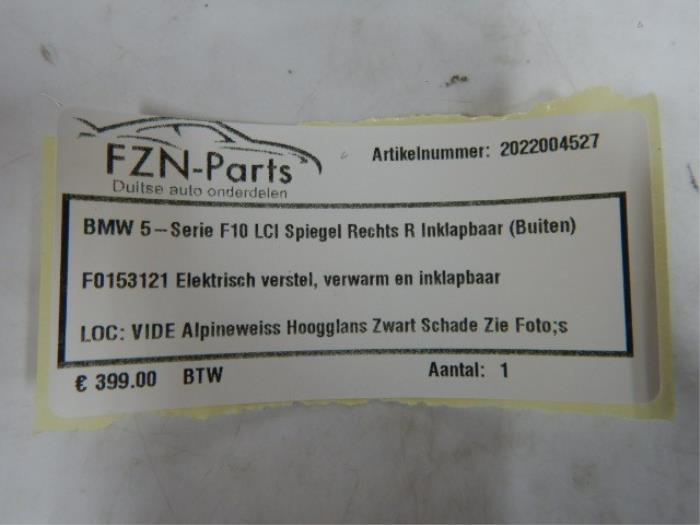 FZN-Parts
Duitse auto onderdelen
Artikelnummer: 2022004527
BMW 5-Serie F10 LCI Spiegel Rechts R Inklapbaar (Buiten)
F0153121 Elektrisch verstel, verwarm en inklapbaar
LOC: VIDE Alpineweiss Hoogglans Zwart Schade Zie Foto;s
€ 399.00 BTW Aantal: 1